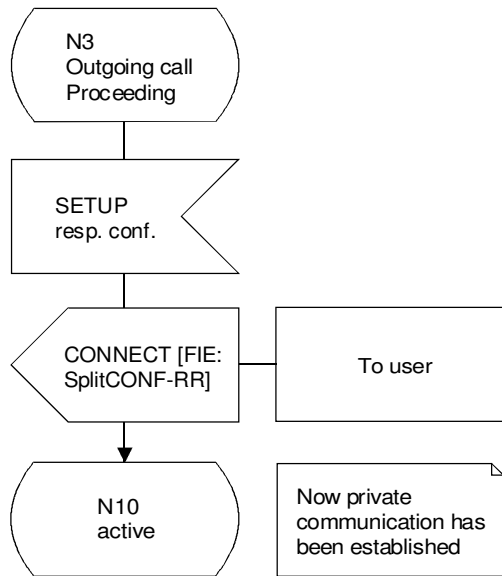 N3
Outgoing call
Proceeding
SETUP
resp. conf.
CONNECT [FIE:
SplitCONF-RR]
To user
N10
active
Now private
communication has
been established